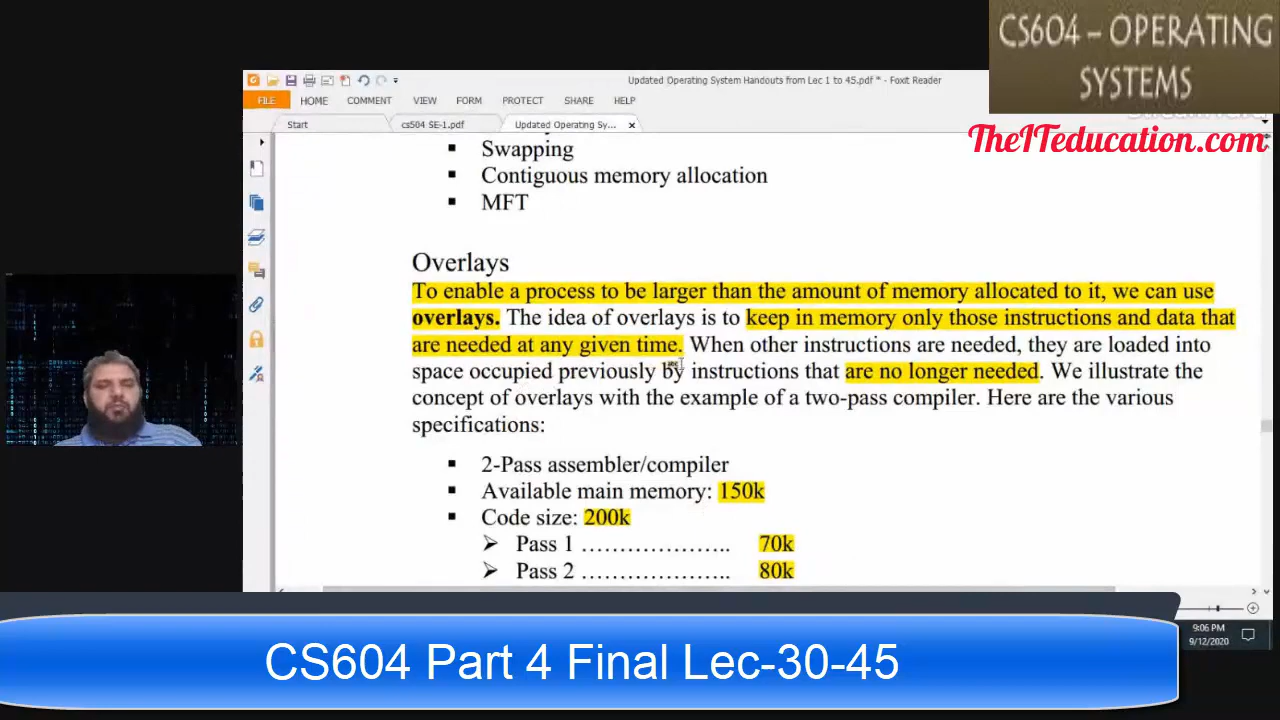 CS604 – OPERATING
SYSTEMS
TheITeducation.com
Updated Operating System Handouts from Lec 1 to 45.pdf * - Foxit Reader
FILE HOME COMMENT VIEW FORM PROTECT SHARE HELP
Start cs504 SE-1.pdf Updated Operating Sy... ×
▪ Swapping
▪ Contiguous memory allocation
▪ MFT
Overlays
To enable a process to be larger than the amount of memory allocated to it, we can use
overlays. The idea of overlays is to keep in memory only those instructions and data that
are needed at any given time. When other instructions are needed, they are loaded into
space occupied previously by instructions that are no longer needed. We illustrate the
concept of overlays with the example of a two-pass compiler. Here are the various
specifications:
▪ 2-Pass assembler/compiler
▪ Available main memory: 150k
▪ Code size: 200k
➢ Pass 1 ……………….. 70k
➢ Pass 2 ……………….. 80k
9:06 PM
9/12/2020
CS604 Part 4 Final Lec-30-45